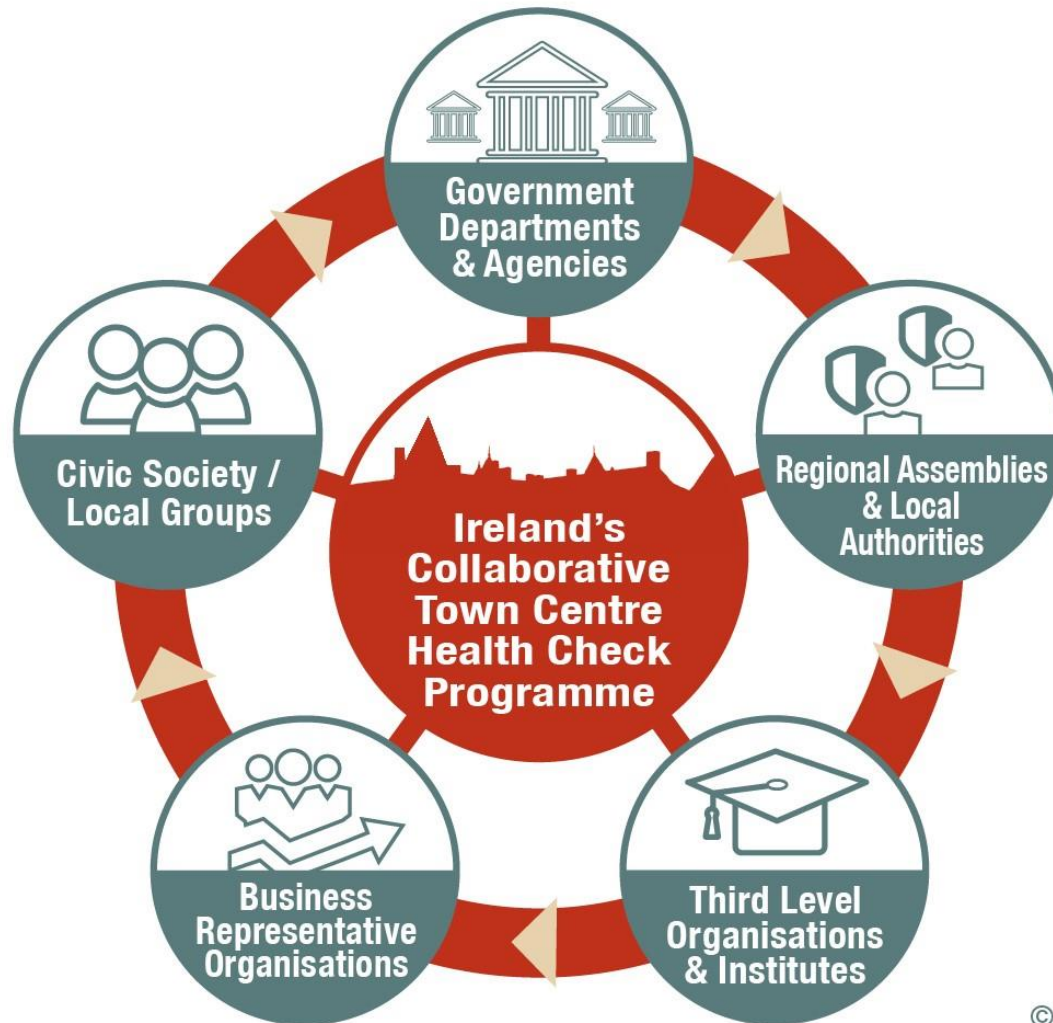 Government
Departments
& Agencies
Regional Assemblies
& Local
Authorities
Third Level
Organisations
& Institutes
Business
Representative
Organisations
Civic Society /
Local Groups
Ireland’s
Collaborative
Town Centre
Health Check
Programme
©